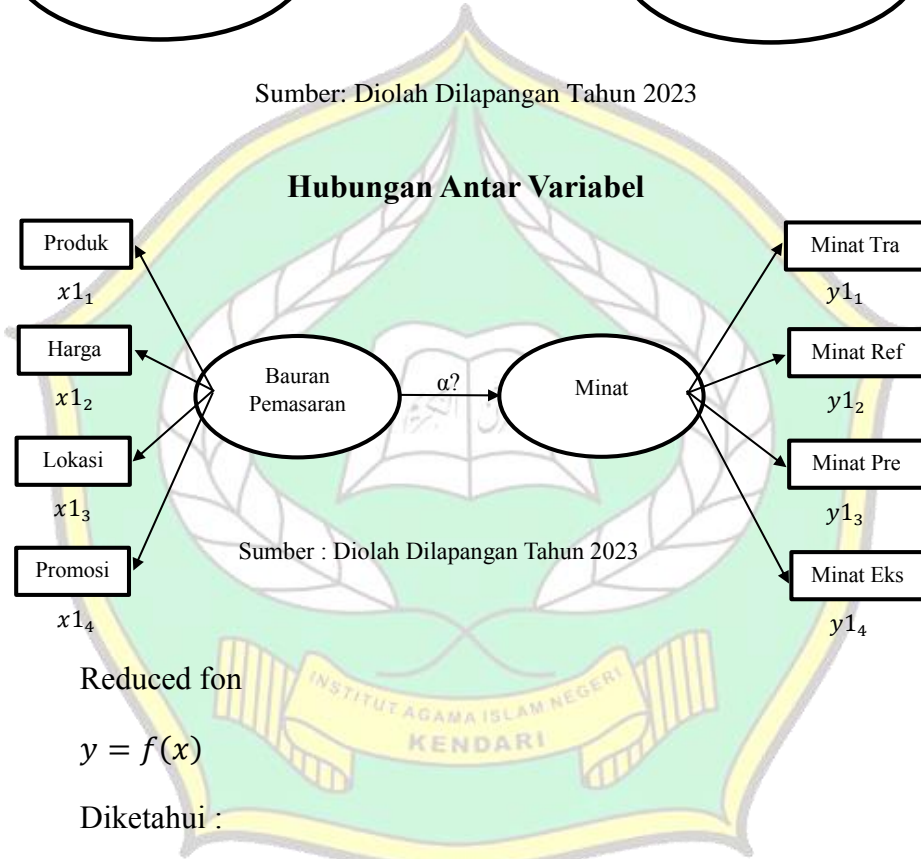 Sumber: Diolah Dilapangan Tahun 2023
Hubungan Antar Variabel
Produk
x1₁
Harga
x1₂
Lokasi
x1₃
Promosi
x1₄
Bauran
Pemasaran
α?
Minat
Minat Tra
y1₁
Minat Ref
y1₂
Minat Pre
y1₃
Minat Eks
y1₄
Sumber : Diolah Dilapangan Tahun 2023
Reduced fon
y = f(x)
Diketahui :
INSTITUT AGAMA ISLAM NEGERI
KENDARI